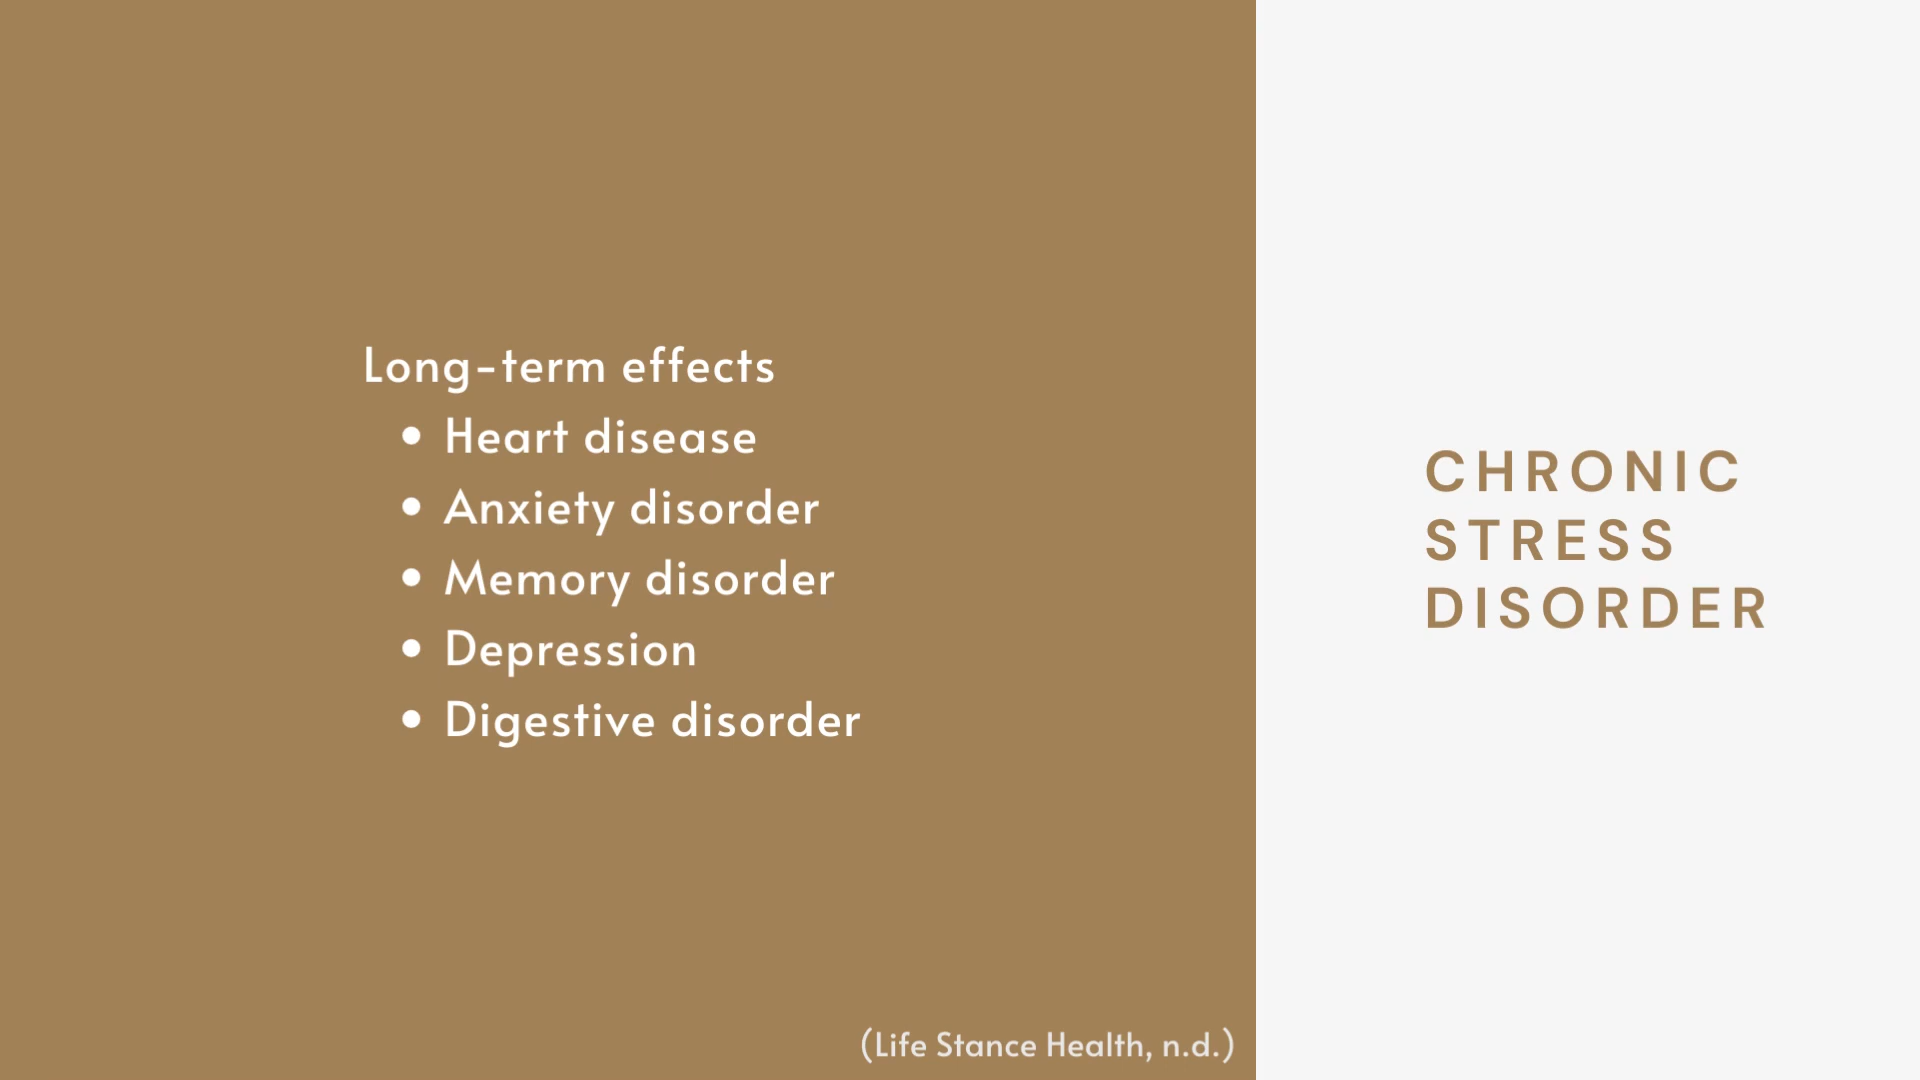 Long-term effects
• Heart disease
• Anxiety disorder
• Memory disorder
• Depression
• Digestive disorder
(Life Stance Health, n.d.)
CHRONIC
STRESS
DISORDER